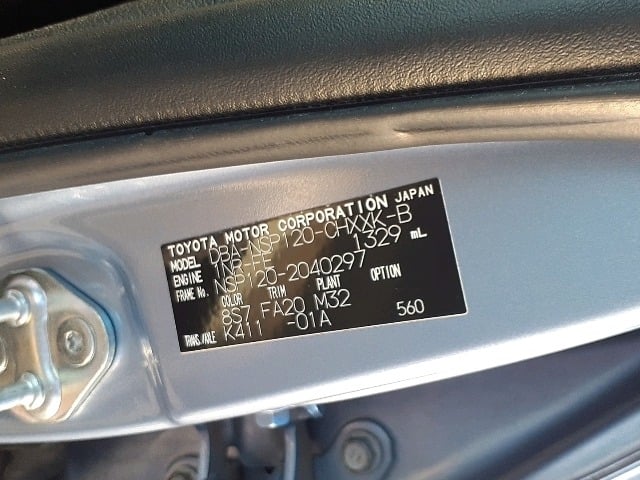 TOYOTA MOTOR CORPORATION JAPAN
MODEL DBA-NSP120-CHXXK-B
ENGINE 1NR-FE 1329 mL
FRAME No. NSP120-2040297
COLOR TRIM PLANT OPTION
8S7 FA20 M32
TRANS./AXLE K411 -01A 560